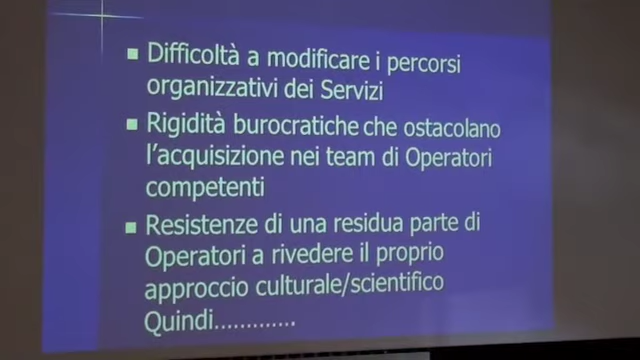 Difficoltà a modificare i percorsi
organizzativi dei Servizi
Rigidità burocratiche che ostacolano
l'acquisizione nei team di Operatori
competenti
Resistenze di una residua parte di
Operatori a rivedere il proprio
approccio culturale/scientifico
Quindi.............